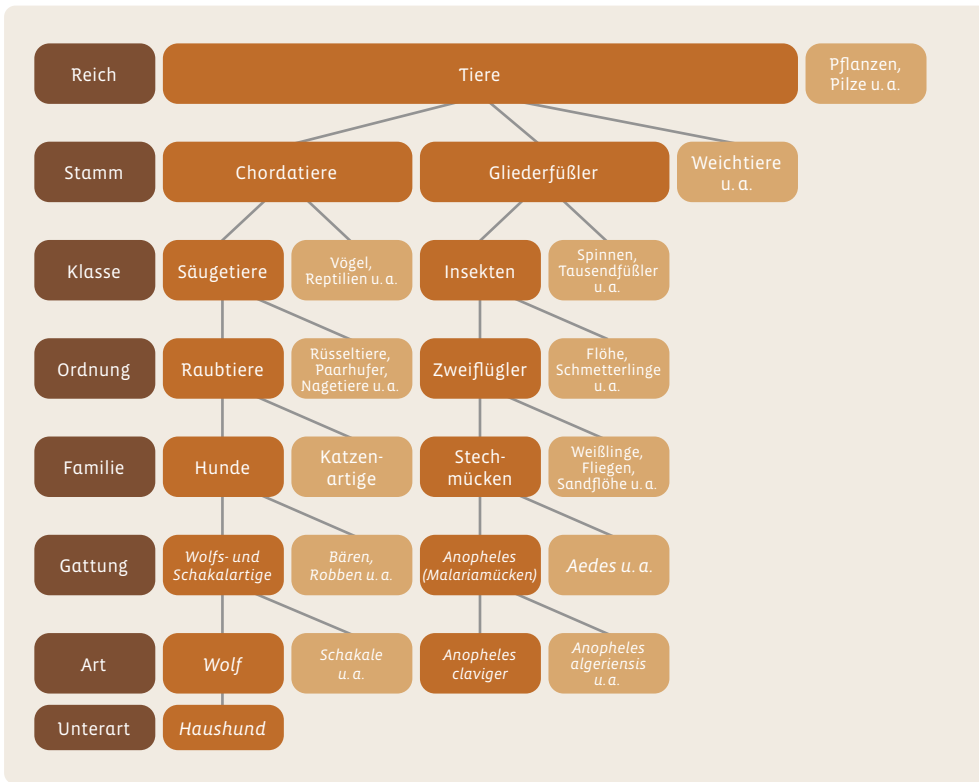 Reich
Tiere
Pflanzen,
Pilze u. a.
Stamm
Chordatiere
Gliederfüßler
Weichtiere
u. a.
Klasse
Säugetiere
Vögel,
Reptilien u. a.
Insekten
Spinnen,
Tausendfüßler
u. a.
Ordnung
Raubtiere
Rüsseltiere,
Paarhufer,
Nagetiere u. a.
Zweiflügler
Flöhe,
Schmetterlinge
u. a.
Familie
Hunde
Katzen-
artige
Stech-
mücken
Weißlinge,
Fliegen,
Sandflöhe u. a.
Gattung
Wolfs- und
Schakalartige
Bären,
Robben u. a.
Anopheles
(Malariamücken)
Aedes u. a.
Art
Wolf
Schakale
u. a.
Anopheles
claviger
Anopheles
algeriensis
u. a.
Unterart
Haushund